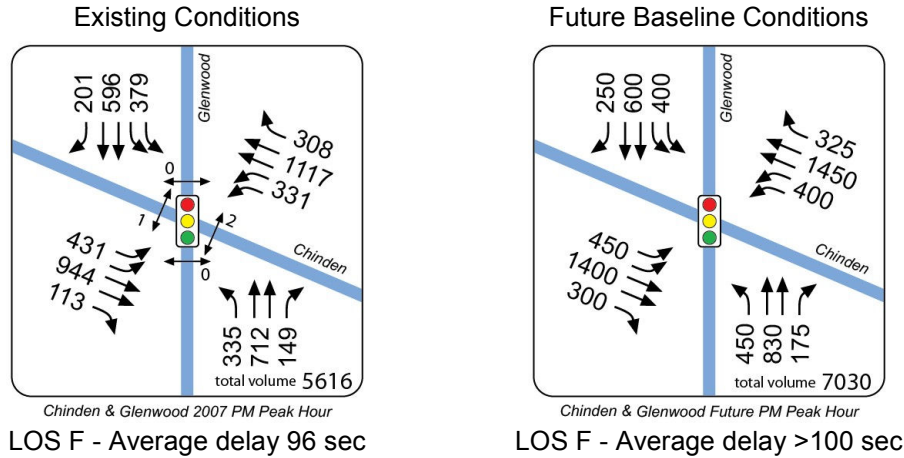 Existing Conditions
201 596 379
Glenwood
308
1117
331
0
1
2
0
431
944
113
Chinden
335 712 149
total volume 5616
Chinden & Glenwood 2007 PM Peak Hour
LOS F - Average delay 96 sec
Future Baseline Conditions
250 600 400
Glenwood
325
1450
400
450
1400
300
Chinden
450 830 175
total volume 7030
Chinden & Glenwood Future PM Peak Hour
LOS F - Average delay >100 sec